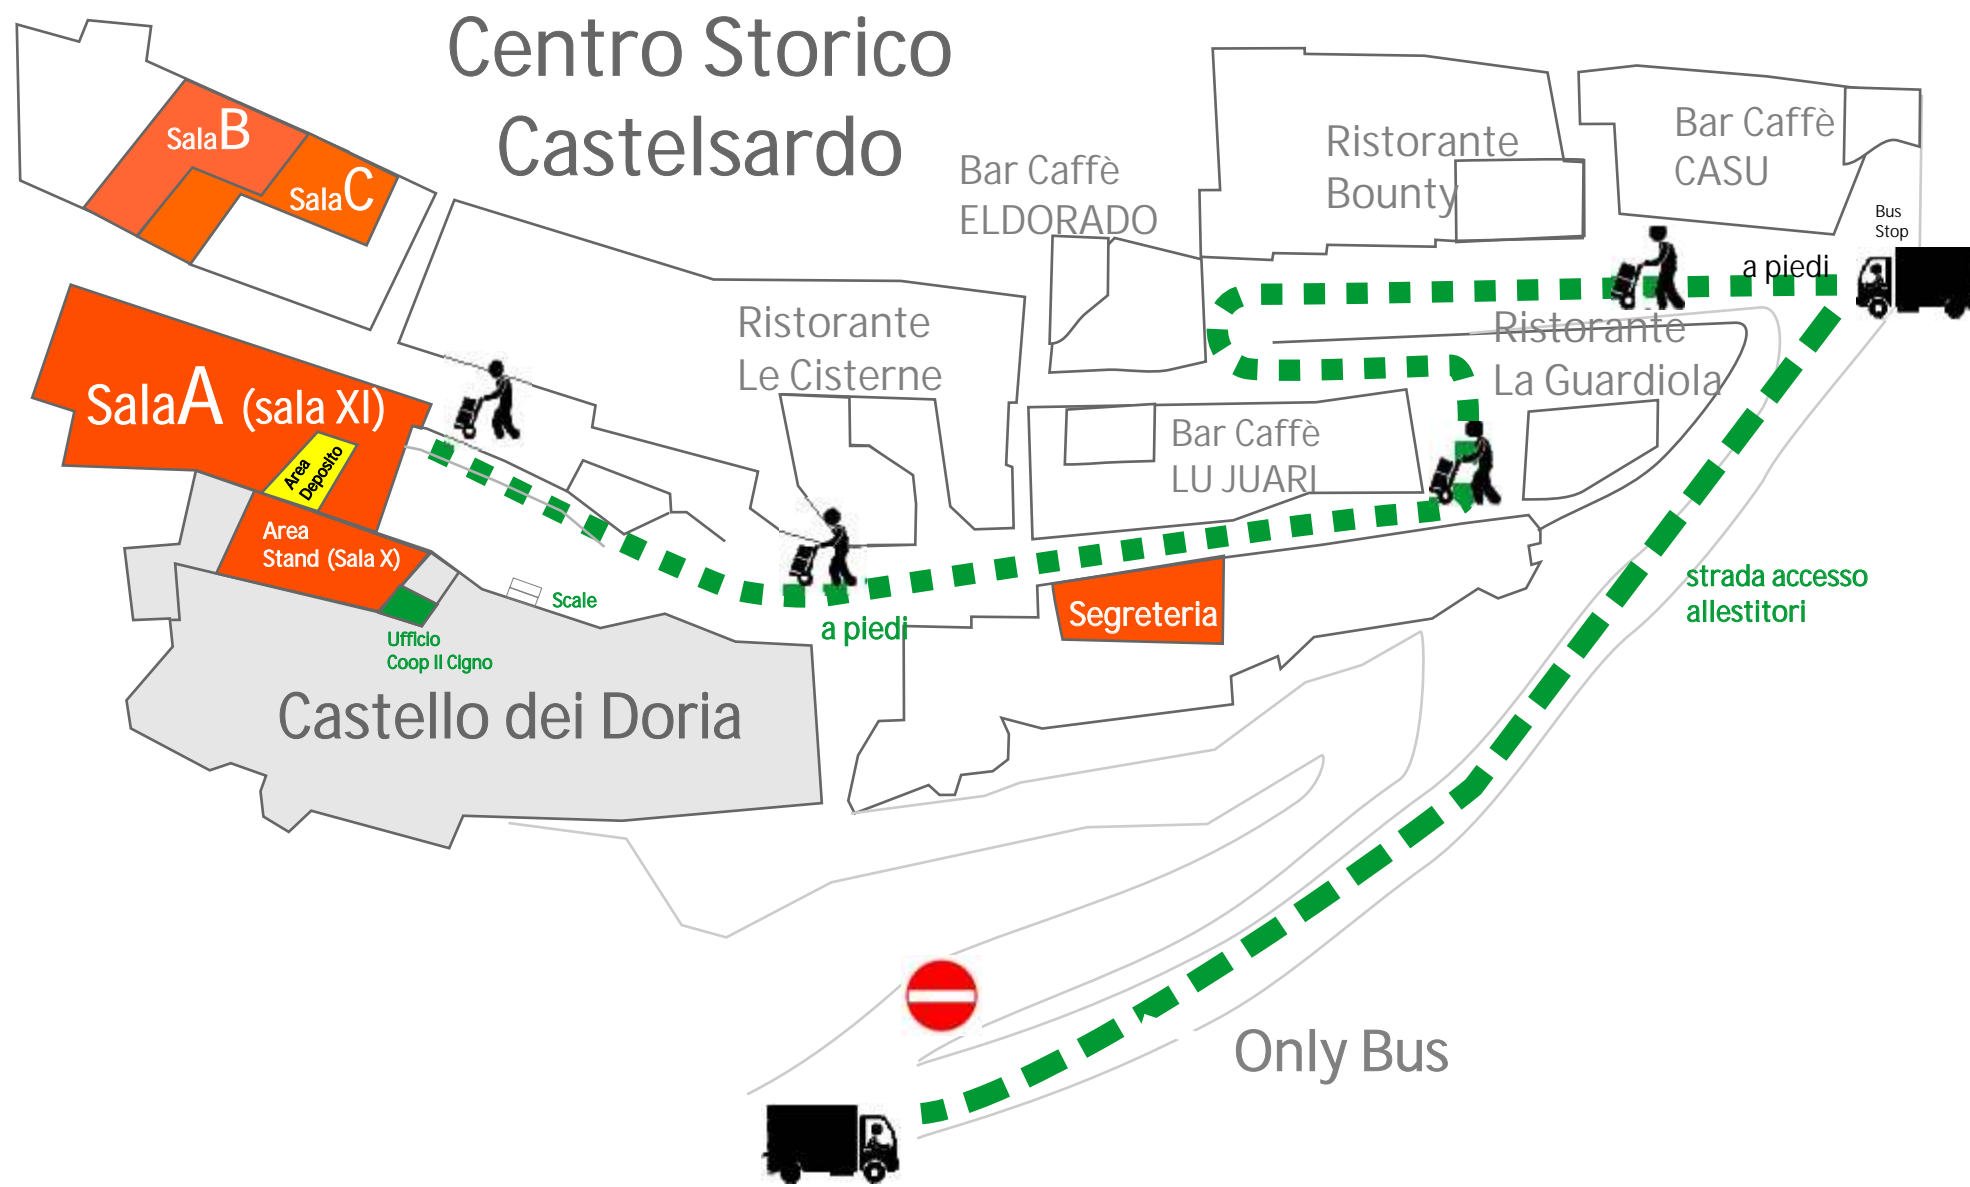 Centro Storico
Castelsardo
SalaB
SalaC
Bar Caffè
ELDORADO
Ristorante
Bounty
Bar Caffè
CASU
Bus
Stop
a piedi
Ristorante
Le Cisterne
Ristorante
La Guardiola
SalaA (sala XI)
Area
Deposito
Bar Caffè
LU JUARI
Area
Stand (Sala X)
Scale
a piedi
Segreteria
strada accesso
allestitori
Ufficio
Coop Il Cigno
Castello dei Doria
Only Bus